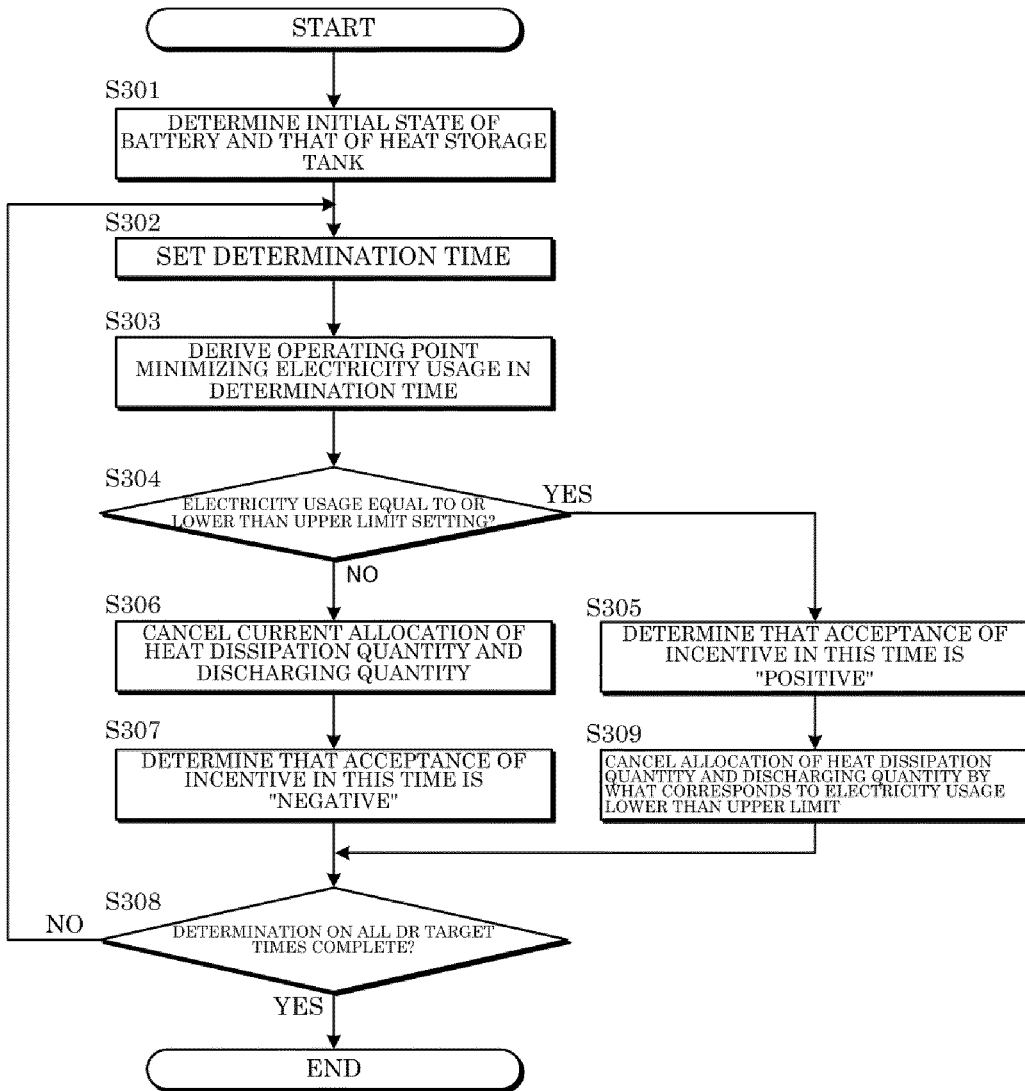 START
S301
DETERMINE INITIAL STATE OF
BATTERY AND THAT OF HEAT STORAGE
TANK
S302
SET DETERMINATION TIME
S303
DERIVE OPERATING POINT
MINIMIZING ELECTRICITY USAGE IN
DETERMINATION TIME
S304
ELECTRICITY USAGE EQUAL TO OR
LOWER THAN UPPER LIMIT SETTING?
YES
NO
S306
CANCEL CURRENT ALLOCATION OF
HEAT DISSIPATION QUANTITY AND
DISCHARGING QUANTITY
S305
DETERMINE THAT ACCEPTANCE OF
INCENTIVE IN THIS TIME IS
"POSITIVE"
S307
DETERMINE THAT ACCEPTANCE OF
INCENTIVE IN THIS TIME IS
"NEGATIVE"
S309
CANCEL ALLOCATION OF HEAT DISSIPATION
QUANTITY AND DISCHARGING QUANTITY BY
WHAT CORRESPONDS TO ELECTRICITY USAGE
LOWER THAN UPPER LIMIT
S308
NO
DETERMINATION ON ALL DR TARGET
TIMES COMPLETE?
YES
END